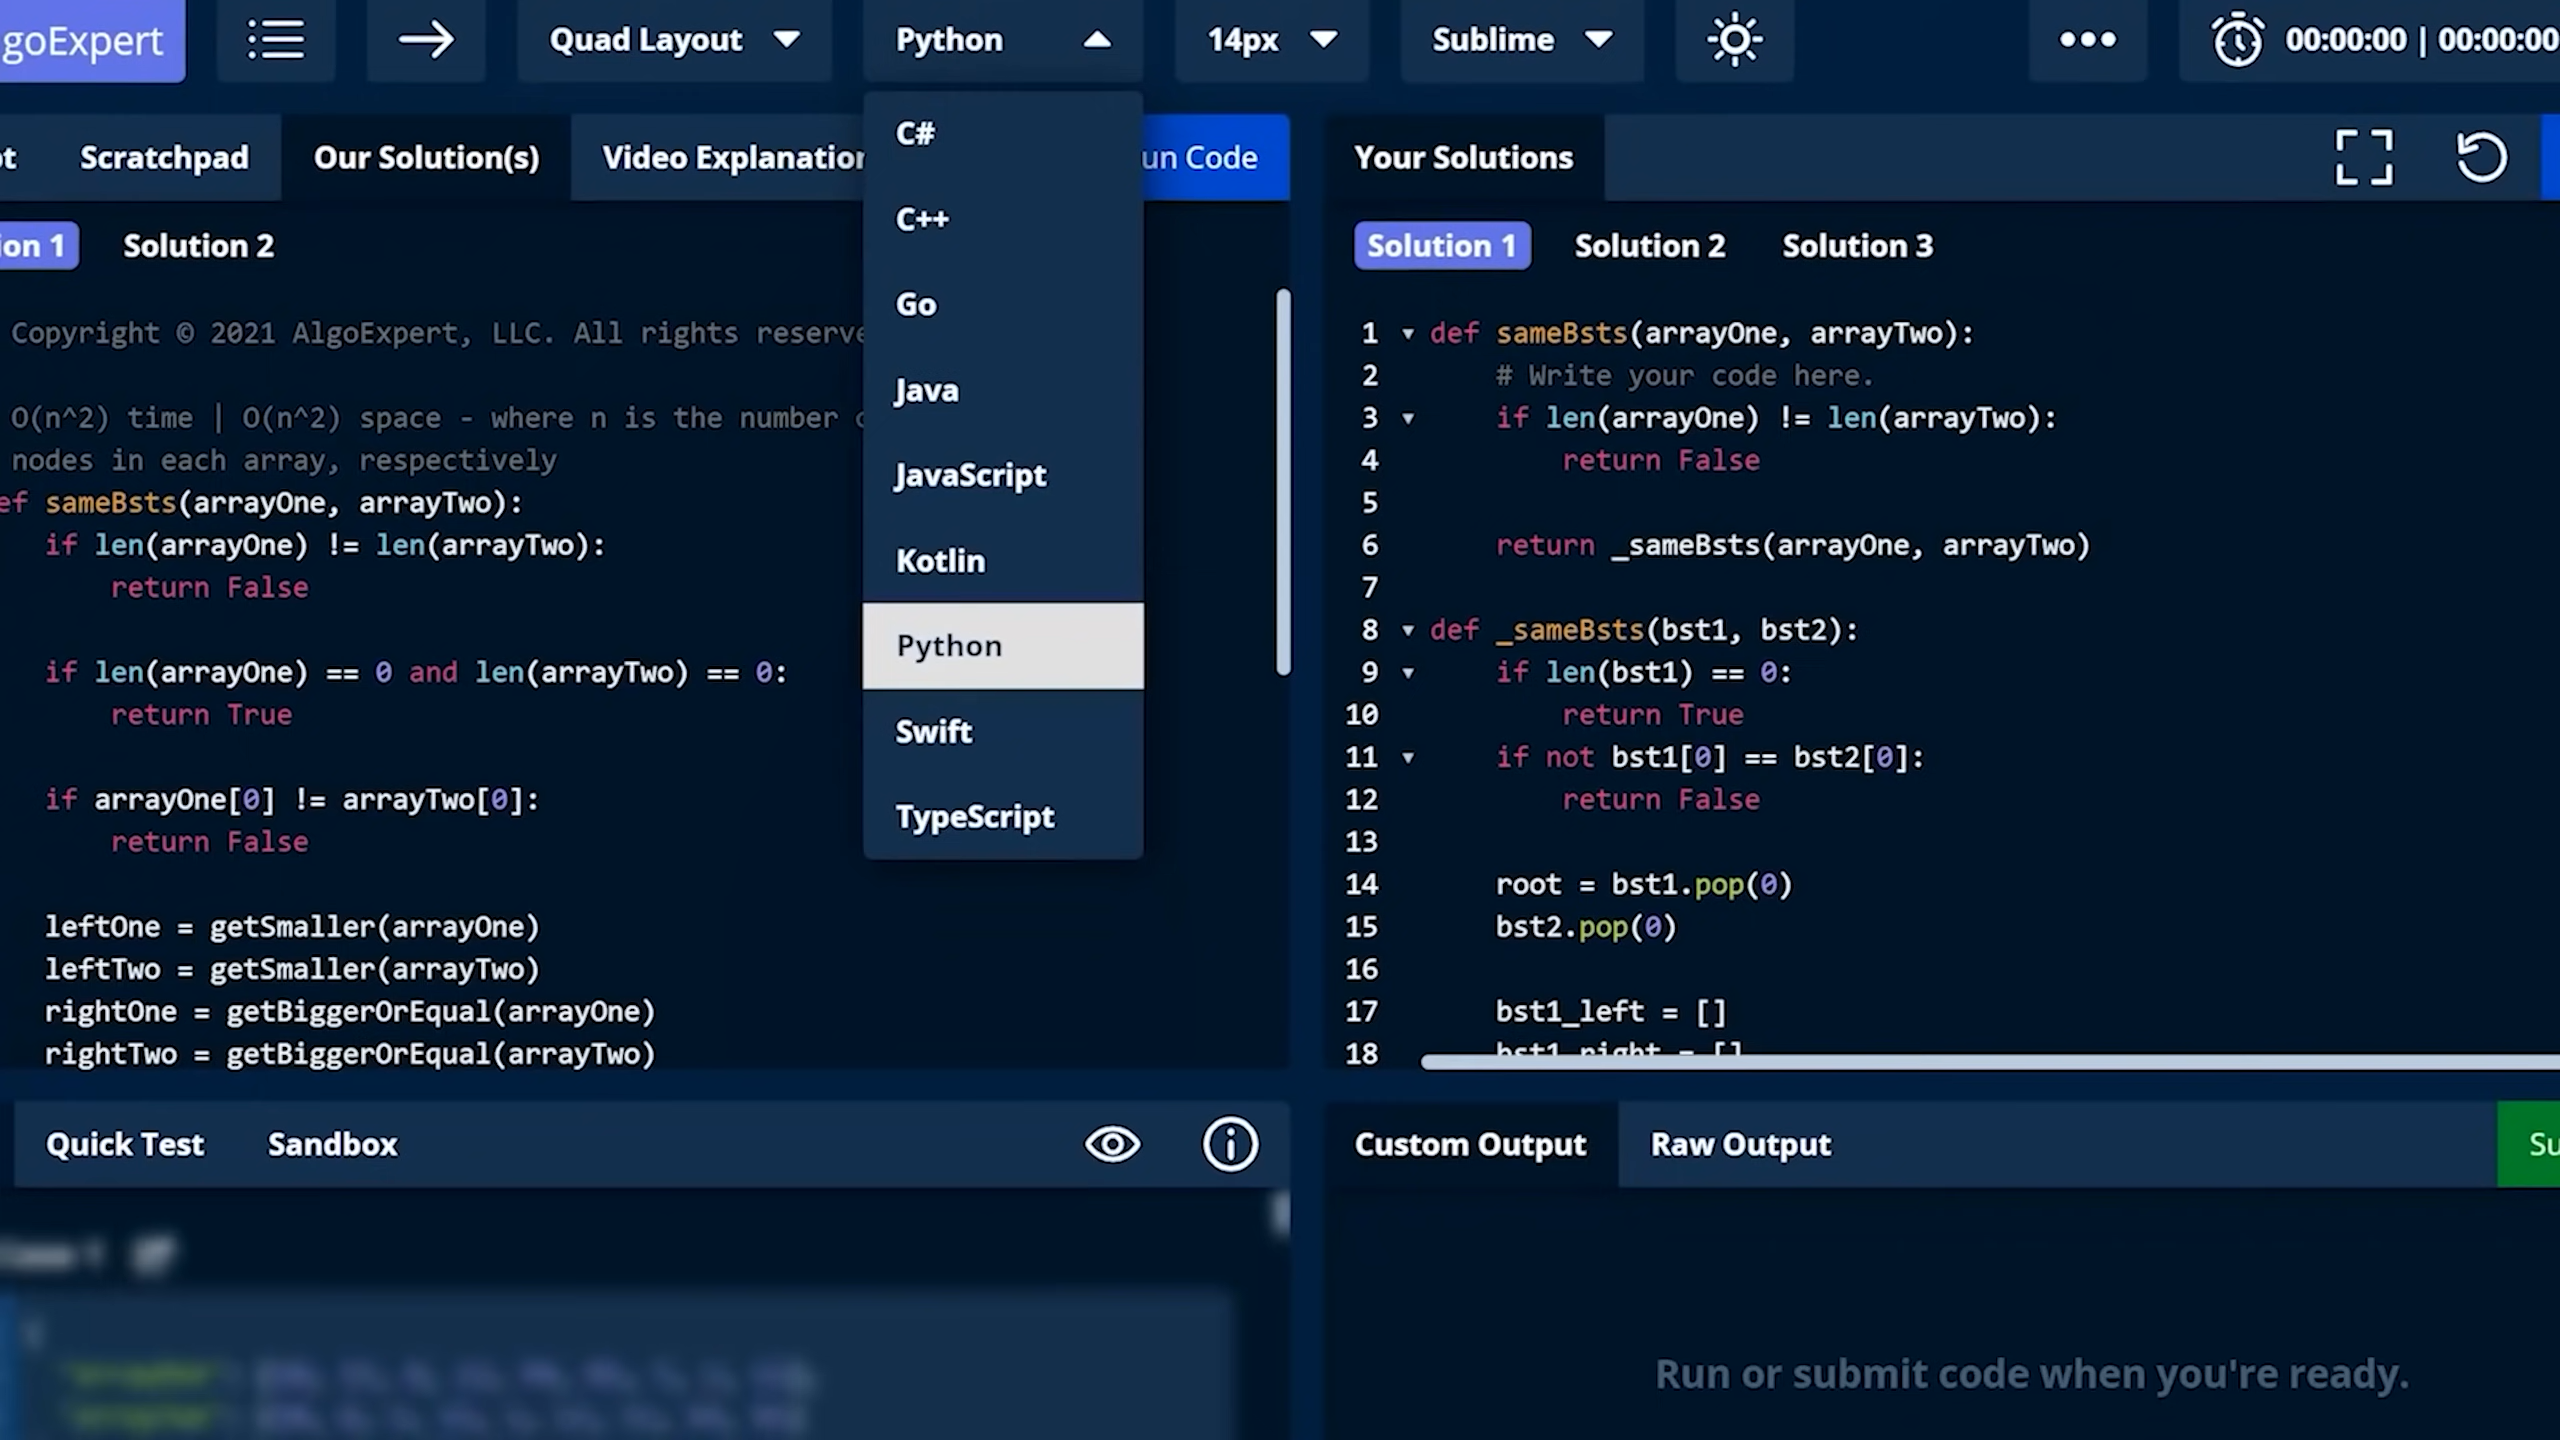 goExpert
Quad Layout
Python
14px
Sublime
00:00:00 | 00:00:00
Scratchpad
Our Solution(s)
Video Explanation
un Code
ion 1
Solution 2
Copyright © 2021 AlgoExpert, LLC. All rights reserve
O(n^2) time | O(n^2) space - where n is the number
nodes in each array, respectively
ef sameBsts(arrayOne, arrayTwo):
if len(arrayOne) != len(arrayTwo):
return False
if len(arrayOne) == 0 and len(arrayTwo) == 0:
return True
if arrayOne[0] != arrayTwo[0]:
return False
leftOne = getSmaller(arrayOne)
leftTwo = getSmaller(arrayTwo)
rightOne = getBiggerOrEqual(arrayOne)
rightTwo = getBiggerOrEqual(arrayTwo)
C#
C++
Go
Java
JavaScript
Kotlin
Python
Swift
TypeScript
Your Solutions
Solution 1
Solution 2
Solution 3
1 def sameBsts(arrayOne, arrayTwo):
2 # Write your code here.
3 if len(arrayOne) != len(arrayTwo):
4 return False
5
6 return _sameBsts(arrayOne, arrayTwo)
7
8 def _sameBsts(bst1, bst2):
9 if len(bst1) == 0:
10 return True
11 if not bst1[0] == bst2[0]:
12 return False
13
14 root = bst1.pop(0)
15 bst2.pop(0)
16
17 bst1_left = []
18 bst1_right = []
Quick Test
Sandbox
Custom Output
Raw Output
Su
Run or submit code when you're ready.